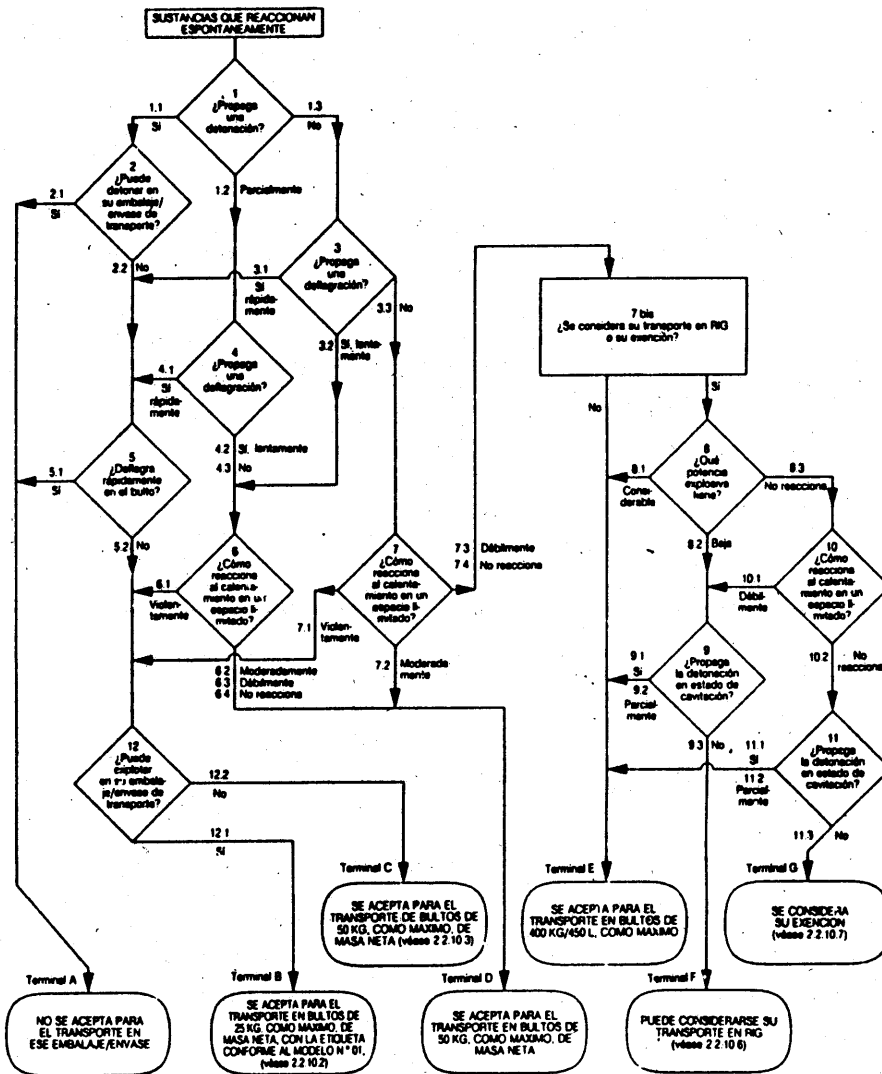 SUSTANCIAS QUE REACCIONAN
ESPONTANEAMENTE
1
¿Propaga
una
detonación?
1.1
Sí
1.3
No
1.2 Parcialmente
2
¿Puede
detonar en
su embalaje/
envase de
transporte?
2.1
Sí
2.2 No
3
¿Propaga
una
deflagración?
3.1
Sí
rápida-
mente
3.2 Sí, lenta-
mente
3.3 No
4
¿Propaga
una
deflagración?
4.1
Sí
rápida-
mente
4.2 Sí, lentamente
4.3 No
5
¿Deflagra
rápidamente
en el bulto?
5.1
Sí
5.2 No
6
¿Cómo
reacciona
al calenta-
miento en un
espacio li-
mitado?
6.1
Violen-
tamente
6.2 Moderadamente
6.3 Débilmente
6.4 No reacciona
7
¿Cómo
reacciona
al calenta-
miento en un
espacio li-
mitado?
7.1 Violen-
tamente
7.2 Moderada
mente
7.3 Débilmente
7.4 No reacciona
7 bis
¿Se considera su transporte en RIG
o su exención?
No
Sí
8
¿Qué
potencia
explosiva
tiene?
8.1
Consi-
derable
8.2 Baja
8.3
No reacciona
9
¿Propaga
la detonación
en estado de
cavitación?
9.1
Sí
9.2
Parcial-
mente
9.3 No
10
¿Cómo
reacciona
al calenta-
miento en un
espacio li-
mitado?
10.1
Débil-
mente
10.2 No
reacciona
11
¿Propaga
la detonación
en estado de
cavitación?
11.1
Sí
11.2
Parcial-
mente
11.3 No
12
¿Puede
explotar
en su embala-
je/envase de
transporte?
12.2
No
12.1
Sí
Terminal C
SE ACEPTA PARA EL
TRANSPORTE DE BULTOS DE
50 KG, COMO MAXIMO, DE
MASA NETA (véase 2.2.10.3)
Terminal E
SE ACEPTA PARA EL
TRANSPORTE EN BULTOS DE
400 KG/450 L, COMO MAXIMO
Terminal G
SE CONSIDERA
SU EXENCION
(véase 2.2.10.7)
Terminal A
NO SE ACEPTA PARA
EL TRANSPORTE EN
ESE EMBALAJE/ENVASE
Terminal B
SE ACEPTA PARA EL
TRANSPORTE EN BULTOS DE
25 KG, COMO MAXIMO, DE
MASA NETA, CON LA ETIQUETA
CONFORME AL MODELO N° 01,
(véase 2.2.10.2)
Terminal D
SE ACEPTA PARA EL
TRANSPORTE EN BULTOS DE
50 KG, COMO MAXIMO, DE
MASA NETA
Terminal F
PUEDE CONSIDERARSE SU
TRANSPORTE EN RIG
(véase 2.2.10.6)